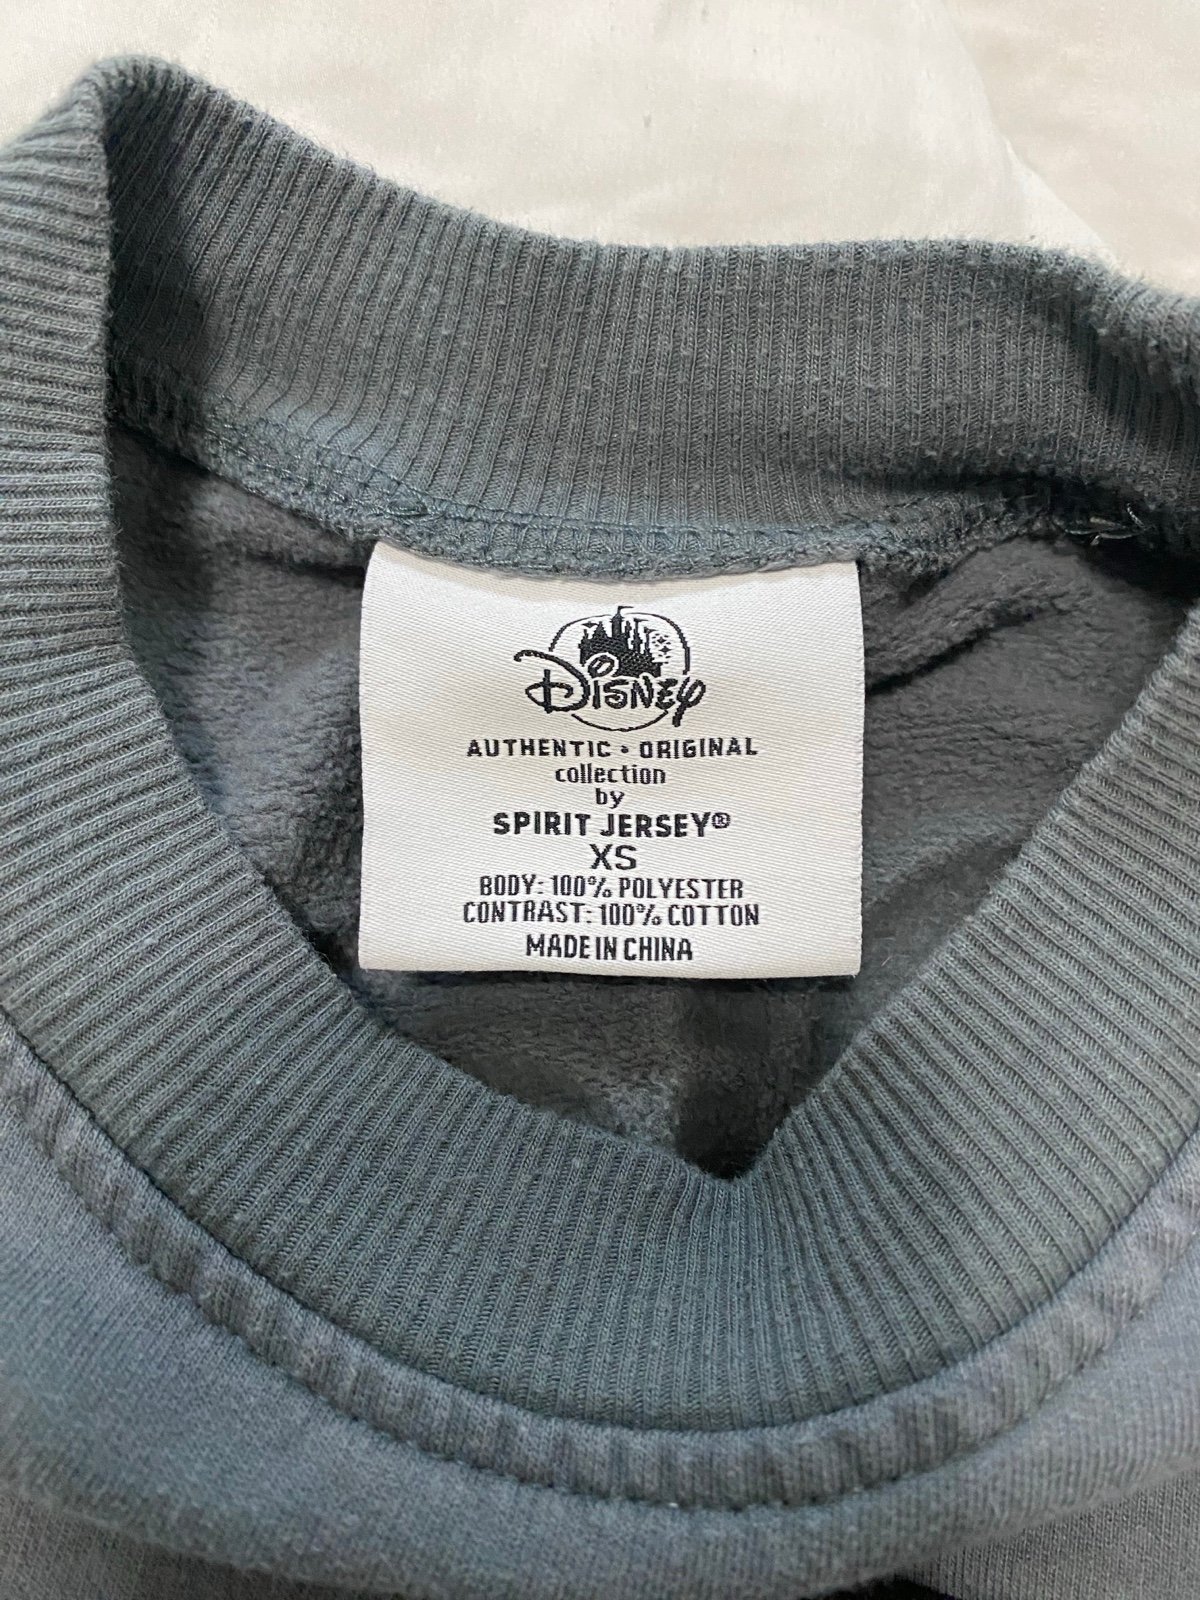 Disney
AUTHENTIC • ORIGINAL
collection
by
SPIRIT JERSEY®
XS
BODY: 100% POLYESTER
CONTRAST: 100% COTTON
MADE IN CHINA